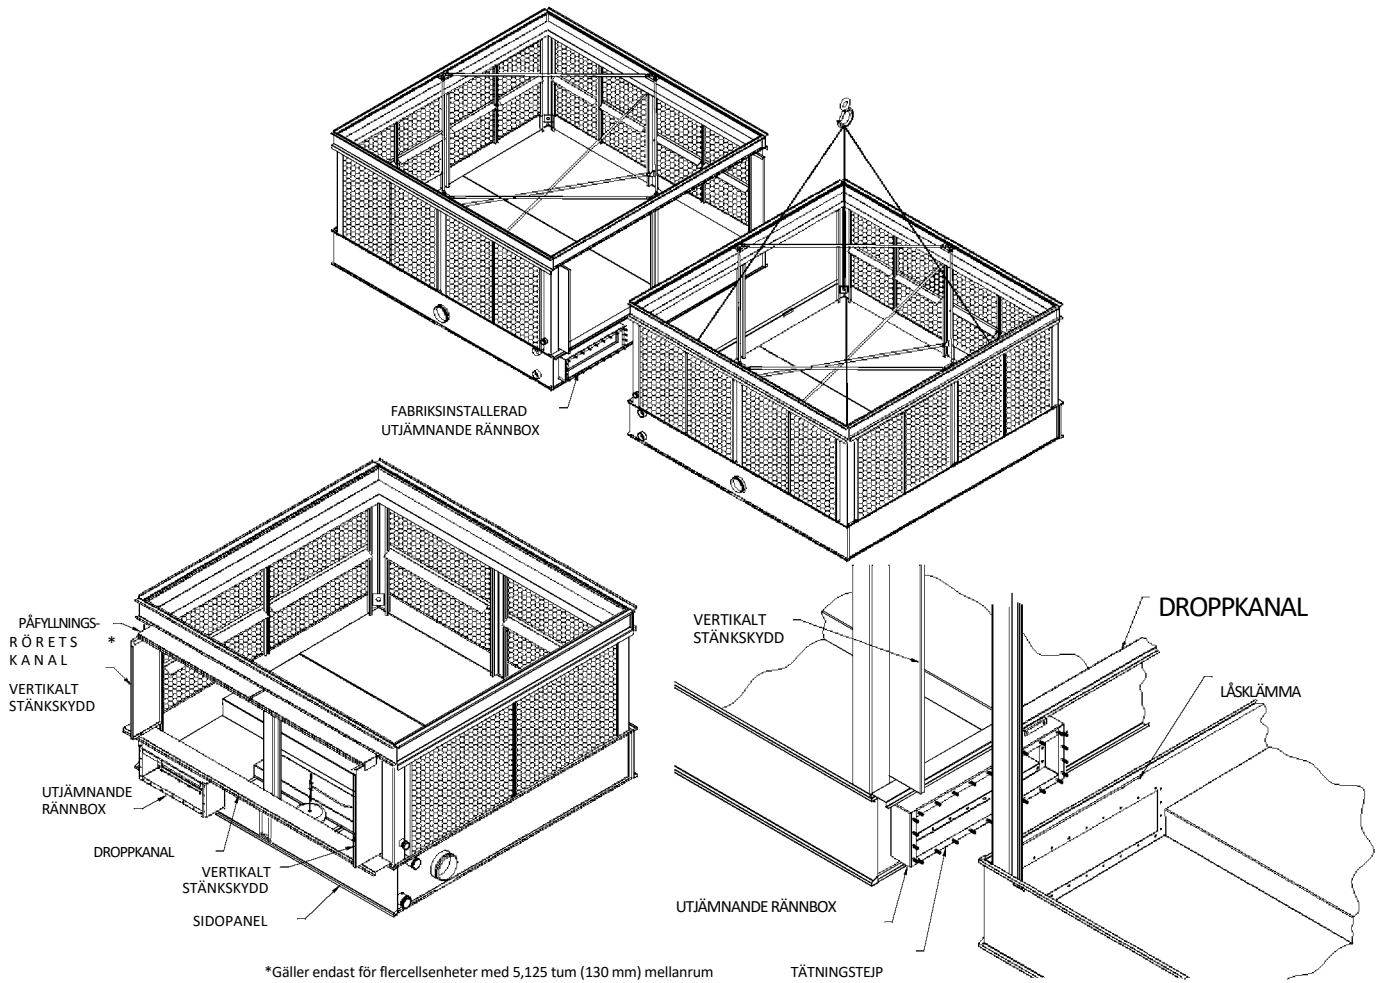 FABRIKSINSTALLERAD
UTJÄMNANDE RÄNNBOX
PÅFYLLNINGS-
RÖRETS *
KANAL
VERTIKALT
STÄNKSKYDD
UTJÄMNANDE
RÄNNBOX
DROPPKANAL
VERTIKALT
STÄNKSKYDD
SIDOPANEL
VERTIKALT
STÄNKSKYDD
DROPPKANAL
LÅSKLÄMMA
UTJÄMNANDE RÄNNBOX
TÄTNINGSTEJP
*Gäller endast för flercellsenheter med 5,125 tum (130 mm) mellanrum